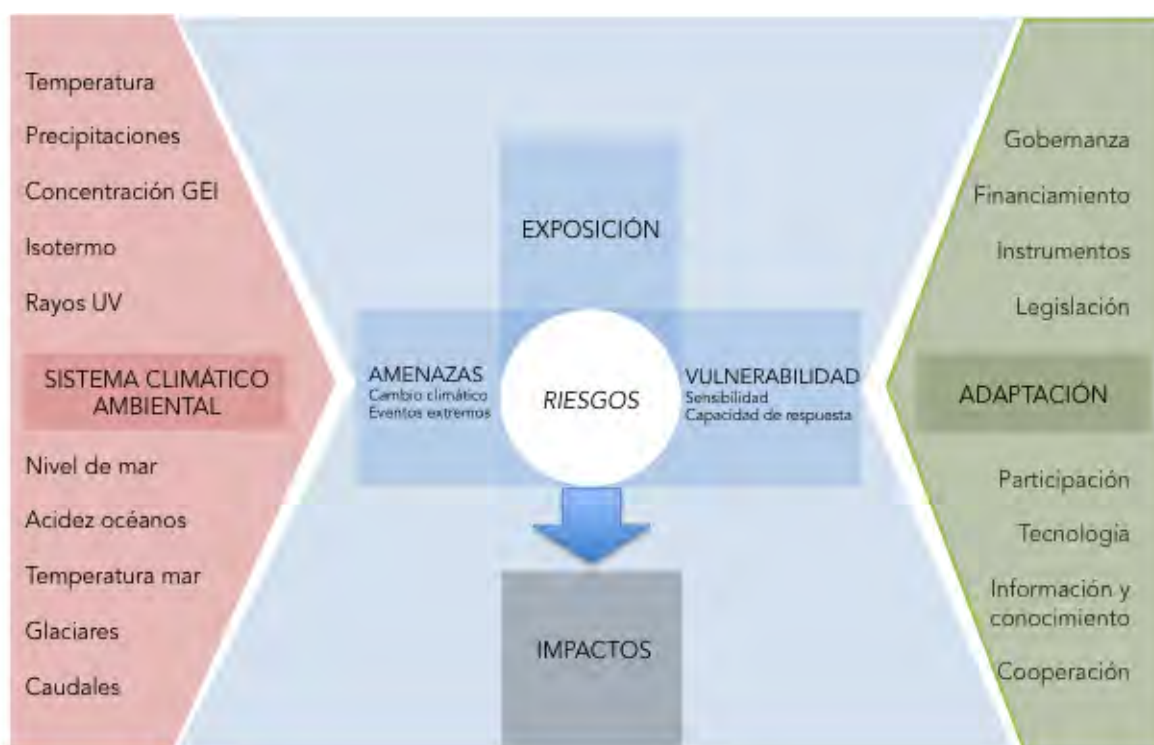 Temperatura
Precipitaciones
Concentración GEI
Isotermo
Rayos UV
SISTEMA CLIMÁTICO
AMBIENTAL
Nivel de mar
Acidez océanos
Temperatura mar
Glaciares
Caudales
EXPOSICIÓN
AMENAZAS
Cambio climático
Eventos extremos
RIESGOS
VULNERABILIDAD
Sensibilidad
Capacidad de respuesta
IMPACTOS
Gobernanza
Financiamiento
Instrumentos
Legislación
ADAPTACIÓN
Participación
Tecnología
Información y
conocimiento
Cooperación